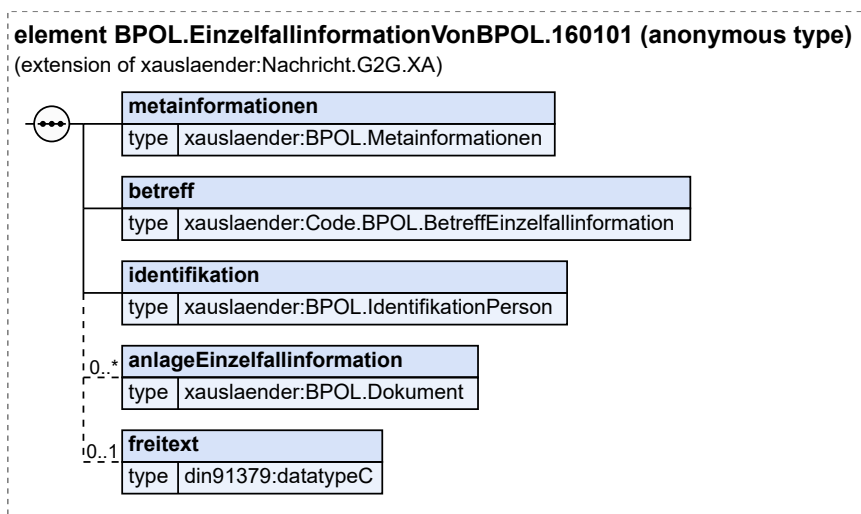 element BPOL.EinzelfallinformationVonBPOL.160101 (anonymous type)
(extension of xauslaender:Nachricht.G2G.XA)
metainformationen
type xauslaender:BPOL.Metainformationen
betreff
type xauslaender:Code.BPOL.BetreffEinzelfallinformation
identifikation
type xauslaender:BPOL.IdentifikationPerson
0..* anlageEinzelfallinformation
type xauslaender:BPOL.Dokument
0..1 freitext
type din91379:datatypeC